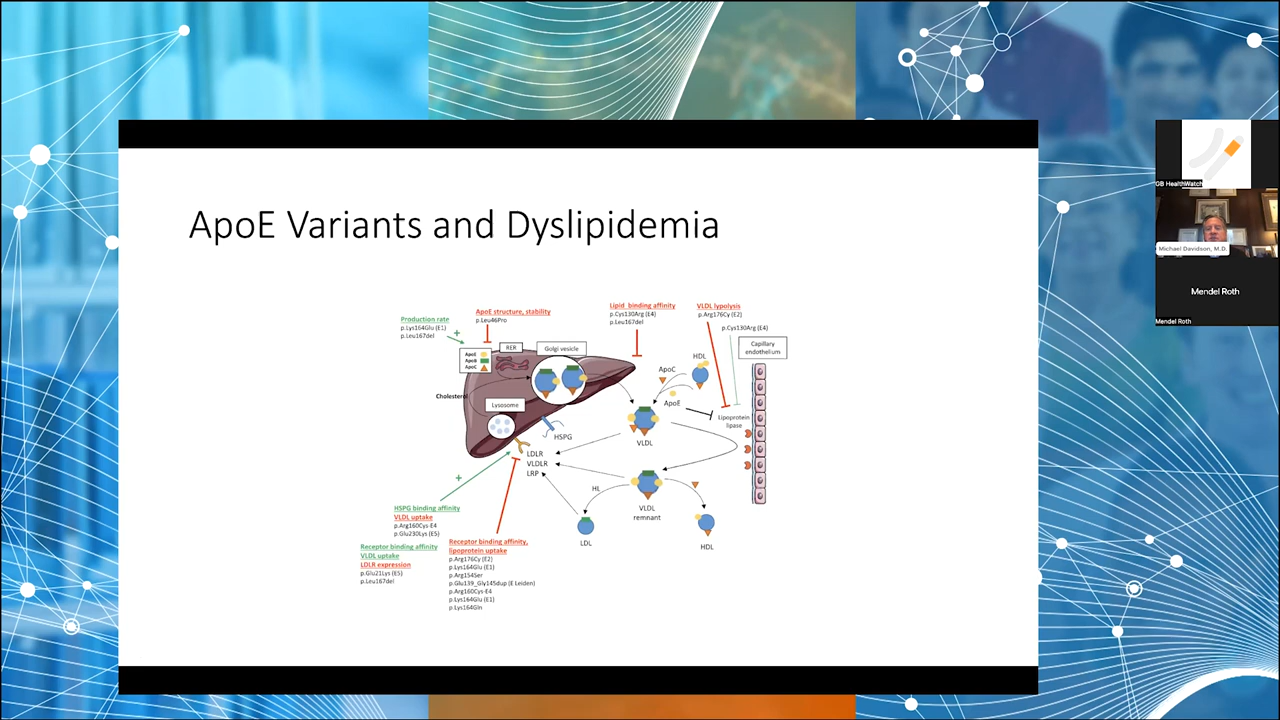 ApoE Variants and Dyslipidemia
Production rate
p.Lys164Glu (E1)
p.Leu167del
+
ApoE structure, stability
p.Leu46Pro
Lipid binding affinity
p.Cys130Arg (E4)
p.Leu167del
VLDL lypolysis
p.Arg176Cy (E2)
p.Cys130Arg (E4)
Capillary
endothelium
ApoE
ApoB
ApoC
RER
Golgi vesicle
HDL
ApoC
ApoE
Cholesterol
Lysosome
Lipoprotein
lipase
HSPG
VLDL
LDLR
VLDLR
LRP
+
HL
VLDL
remnant
LDL
HDL
HSPG binding affinity
VLDL uptake
p.Arg160Cys-E4
p.Glu230Lys (E5)
Receptor binding affinity
VLDL uptake
LDLR expression
p.Glu21Lys (E5)
p.Leu167del
Receptor binding affinity,
lipoprotein uptake
p.Arg176Cy (E2)
p.Lys164Glu (E1)
p.Arg154Ser
p.Glu139_Gly145dup (E Leiden)
p.Arg160Cys-E4
p.Lys164Glu (E1)
p.Lys164Gln
GB HealthWatch
Michael Davidson, M.D.
Mendel Roth
Mendel Roth